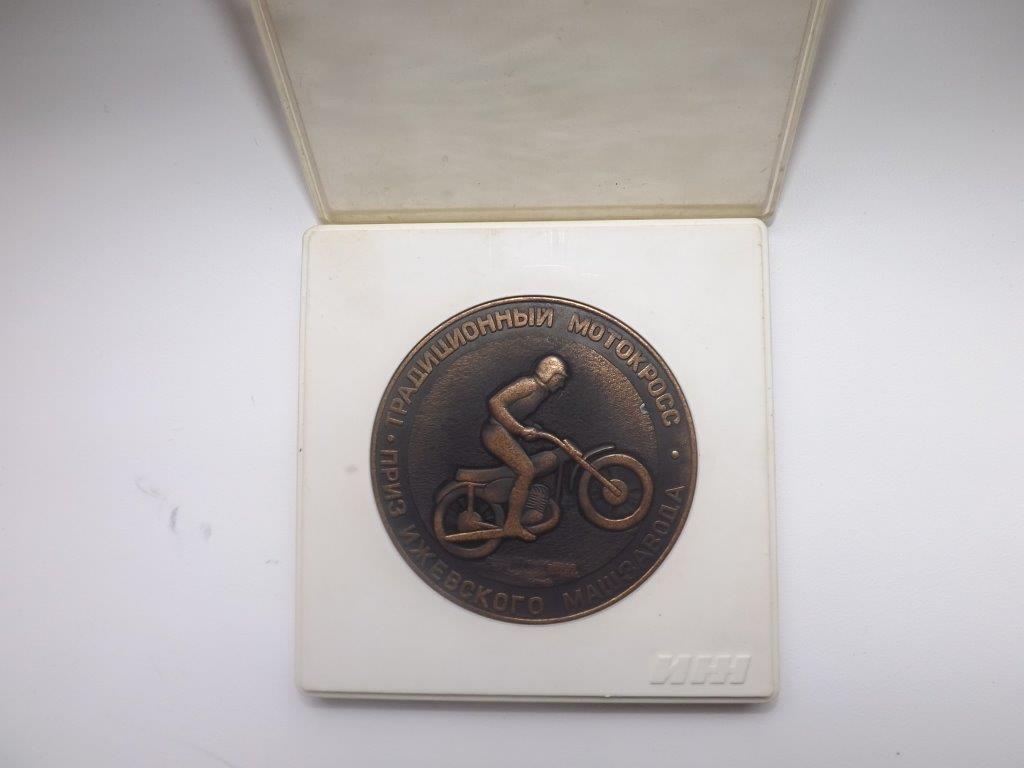 ТРАДИЦИОННЫЙ МОТОКРОСС
ПРИЗ ИЖЕВСКОГО МАШЗАВОДА
ИЖ